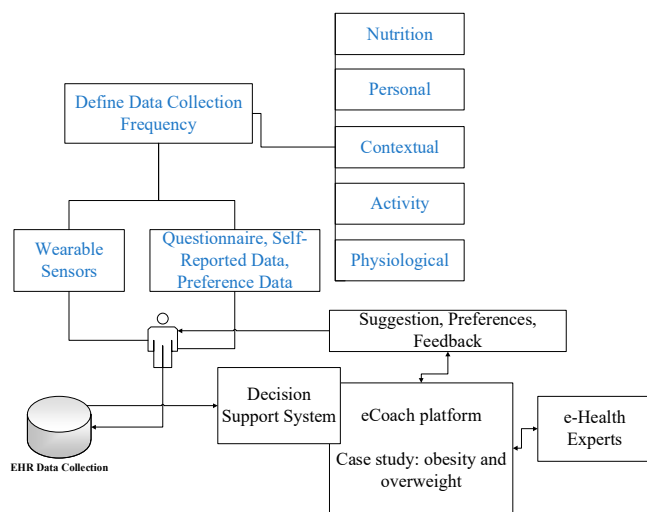 Nutrition
Define Data Collection
Frequency
Personal
Contextual
Activity
Physiological
Wearable
Sensors
Questionnaire, Self-
Reported Data,
Preference Data
Suggestion, Preferences,
Feedback
Decision
Support System
eCoach platform
Case study: obesity and
overweight
e-Health
Experts
EHR Data Collection